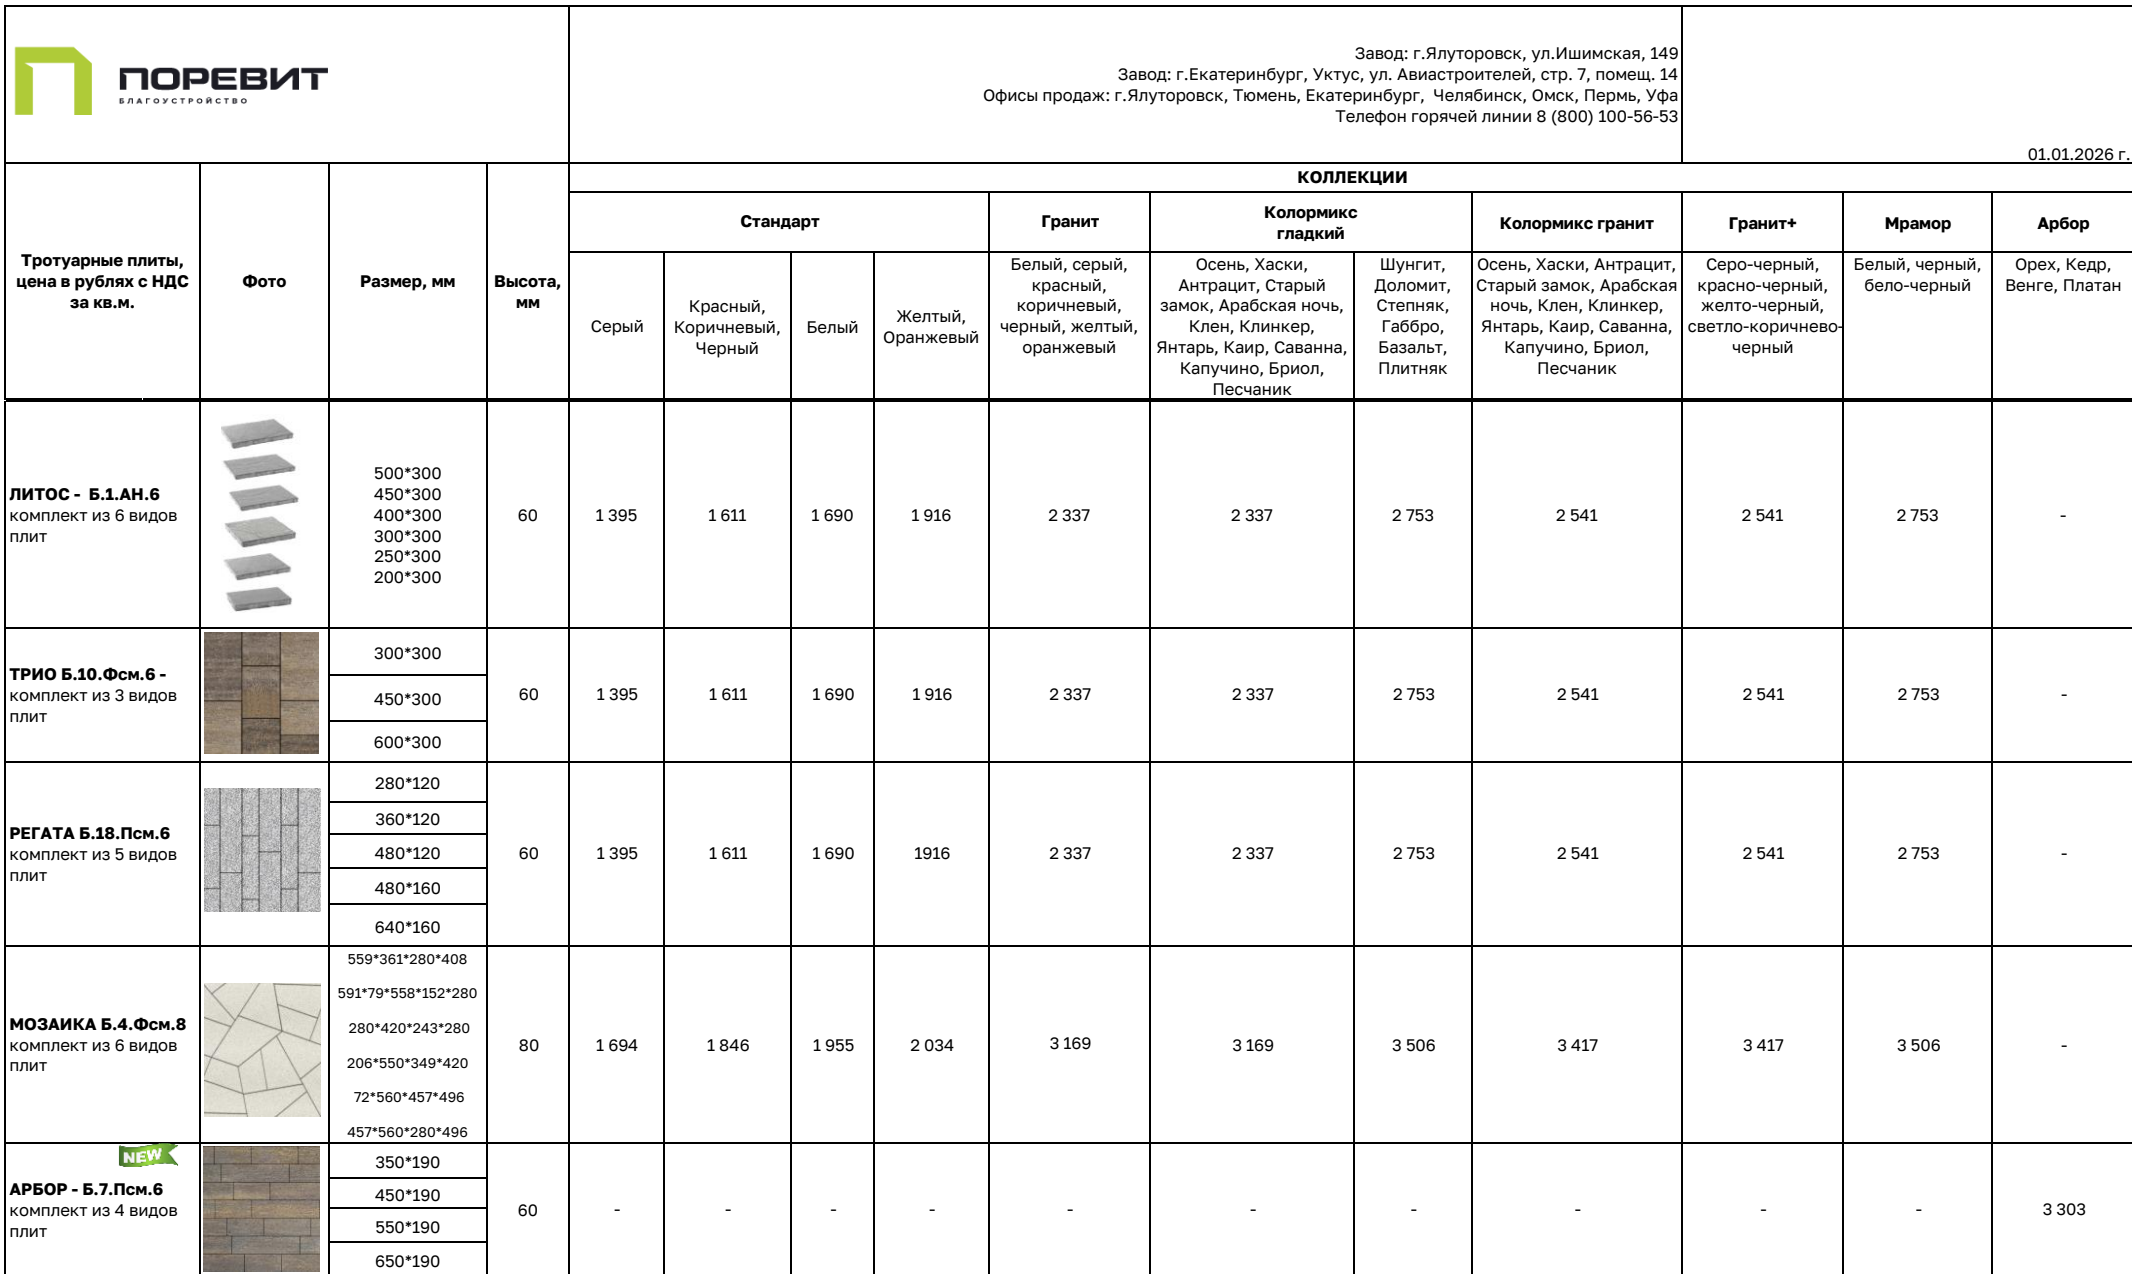 ПОРЕВИТ
БЛАГОУСТРОЙСТВО
Завод: г.Ялуторовск, ул.Ишимская, 149
Завод: г.Екатеринбург, Уктус, ул. Авиастроителей, стр. 7, помещ. 14
Офисы продаж: г.Ялуторовск, Тюмень, Екатеринбург, Челябинск, Омск, Пермь, Уфа
Телефон горячей линии 8 (800) 100-56-53
01.01.2026 г.
Тротуарные плиты,
цена в рублях с НДС
за кв.м.
Фото
Размер, мм
Высота,
мм
КОЛЛЕКЦИИ
Стандарт
Гранит
Колормикс
гладкий
Колормикс гранит
Гранит+
Мрамор
Арбор
Серый
Красный,
Коричневый,
Черный
Белый
Желтый,
Оранжевый
Белый, серый,
красный,
коричневый,
черный, желтый,
оранжевый
Осень, Хаски,
Антрацит, Старый
замок, Арабская ночь,
Клен, Клинкер,
Янтарь, Каир, Саванна,
Капучино, Бриол,
Песчаник
Шунгит,
Доломит,
Степняк,
Габбро,
Базальт,
Плитняк
Осень, Хаски, Антрацит,
Старый замок, Арабская
ночь, Клен, Клинкер,
Янтарь, Каир, Саванна,
Капучино, Бриол,
Песчаник
Серо-черный,
красно-черный,
желто-черный,
светло-коричнево-
черный
Белый, черный,
бело-черный
Орех, Кедр,
Венге, Платан
ЛИТОС - Б.1.АН.6
комплект из 6 видов
плит
500*300
450*300
400*300
300*300
250*300
200*300
60
1 395
1 611
1 690
1 916
2 337
2 337
2 753
2 541
2 541
2 753
-
ТРИО Б.10.Фсм.6 -
комплект из 3 видов
плит
300*300
450*300
600*300
60
1 395
1 611
1 690
1 916
2 337
2 337
2 753
2 541
2 541
2 753
-
РЕГАТА Б.18.Псм.6
комплект из 5 видов
плит
280*120
360*120
480*120
480*160
640*160
60
1 395
1 611
1 690
1916
2 337
2 337
2 753
2 541
2 541
2 753
-
МОЗАИКА Б.4.Фсм.8
комплект из 6 видов
плит
559*361*280*408
591*79*558*152*280
280*420*243*280
206*550*349*420
72*560*457*496
457*560*280*496
80
1 694
1 846
1 955
2 034
3 169
3 169
3 506
3 417
3 417
3 506
-
NEW
АРБОР - Б.7.Псм.6
комплект из 4 видов
плит
350*190
450*190
550*190
650*190
60
-
-
-
-
-
-
-
-
-
-
3 303